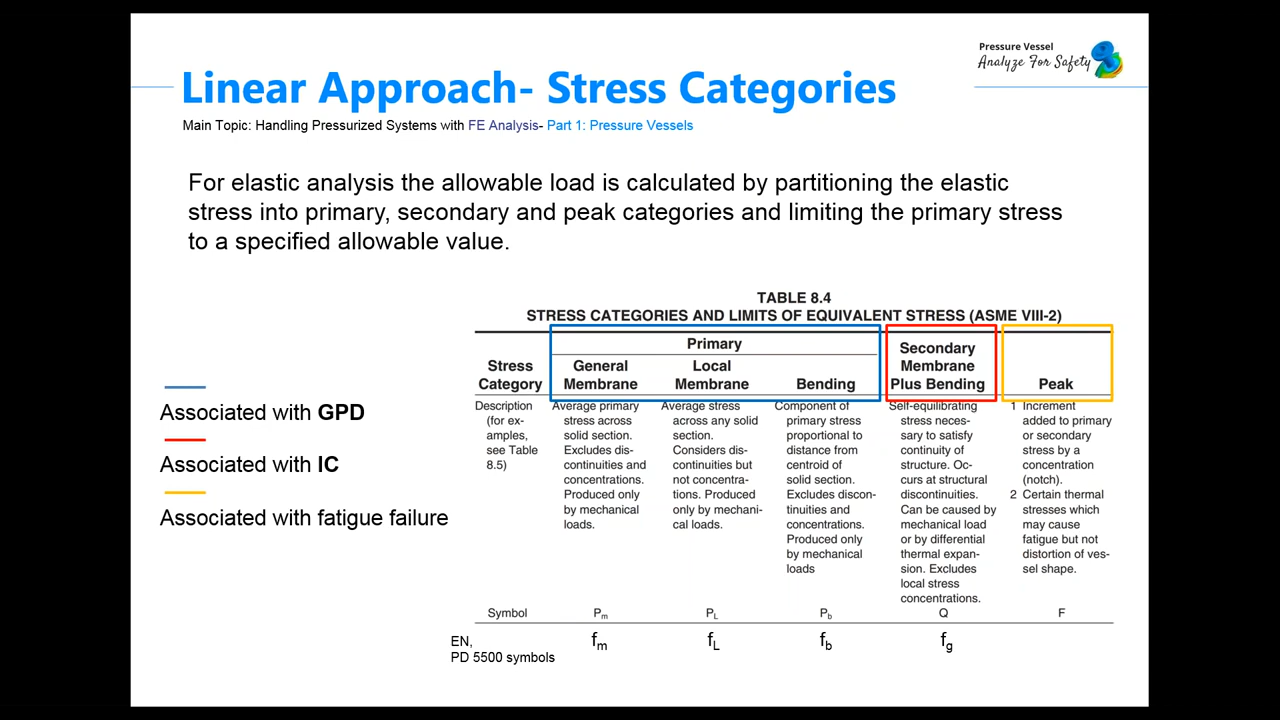 Pressure Vessel
Analyze For Safety
Linear Approach- Stress Categories
Main Topic: Handling Pressurized Systems with FE Analysis- Part 1: Pressure Vessels
For elastic analysis the allowable load is calculated by partitioning the elastic
stress into primary, secondary and peak categories and limiting the primary stress
to a specified allowable value.
Associated with GPD
Associated with IC
Associated with fatigue failure
TABLE 8.4
STRESS CATEGORIES AND LIMITS OF EQUIVALENT STRESS (ASME VIII-2)
Stress
Category
Primary
General
Membrane
Local
Membrane
Bending
Secondary
Membrane
Plus Bending
Peak
Description
(for ex-
amples,
see Table
8.5)
Average primary
stress across
solid section.
Excludes dis-
continuities and
concentrations.
Produced only
by mechanical
loads.
Average stress
across any solid
section.
Considers dis-
continuities but
not concentra-
tions. Produced
only by mechani-
cal loads.
Component of
primary stress
proportional to
distance from
centroid of
solid section.
Excludes discon-
tinuities and
concentrations.
Produced only
by mechanical
loads
Self-equilibrating
stress neces-
sary to satisfy
continuity of
structure. Oc-
curs at structural
discontinuities.
Can be caused by
mechanical load
or by differential
thermal expan-
sion. Excludes
local stress
concentrations.
1 Increment
added to primary
or secondary
stress by a
concentration
(notch).
2 Certain thermal
stresses which
may cause
fatigue but not
distortion of ves-
sel shape.
Symbol Pm PL Pb Q F
EN,
PD 5500 symbols
fm fL fb fg